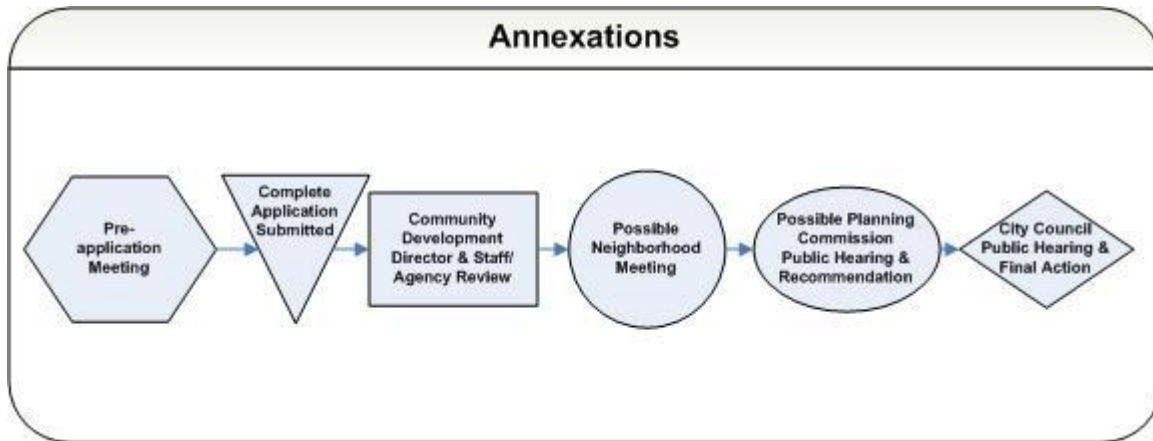 Annexations
Pre-
application
Meeting
Complete
Application
Submitted
Community
Development
Director & Staff/
Agency Review
Possible
Neighborhood
Meeting
Possible Planning
Commission
Public Hearing &
Recommendation
City Council
Public Hearing &
Final Action